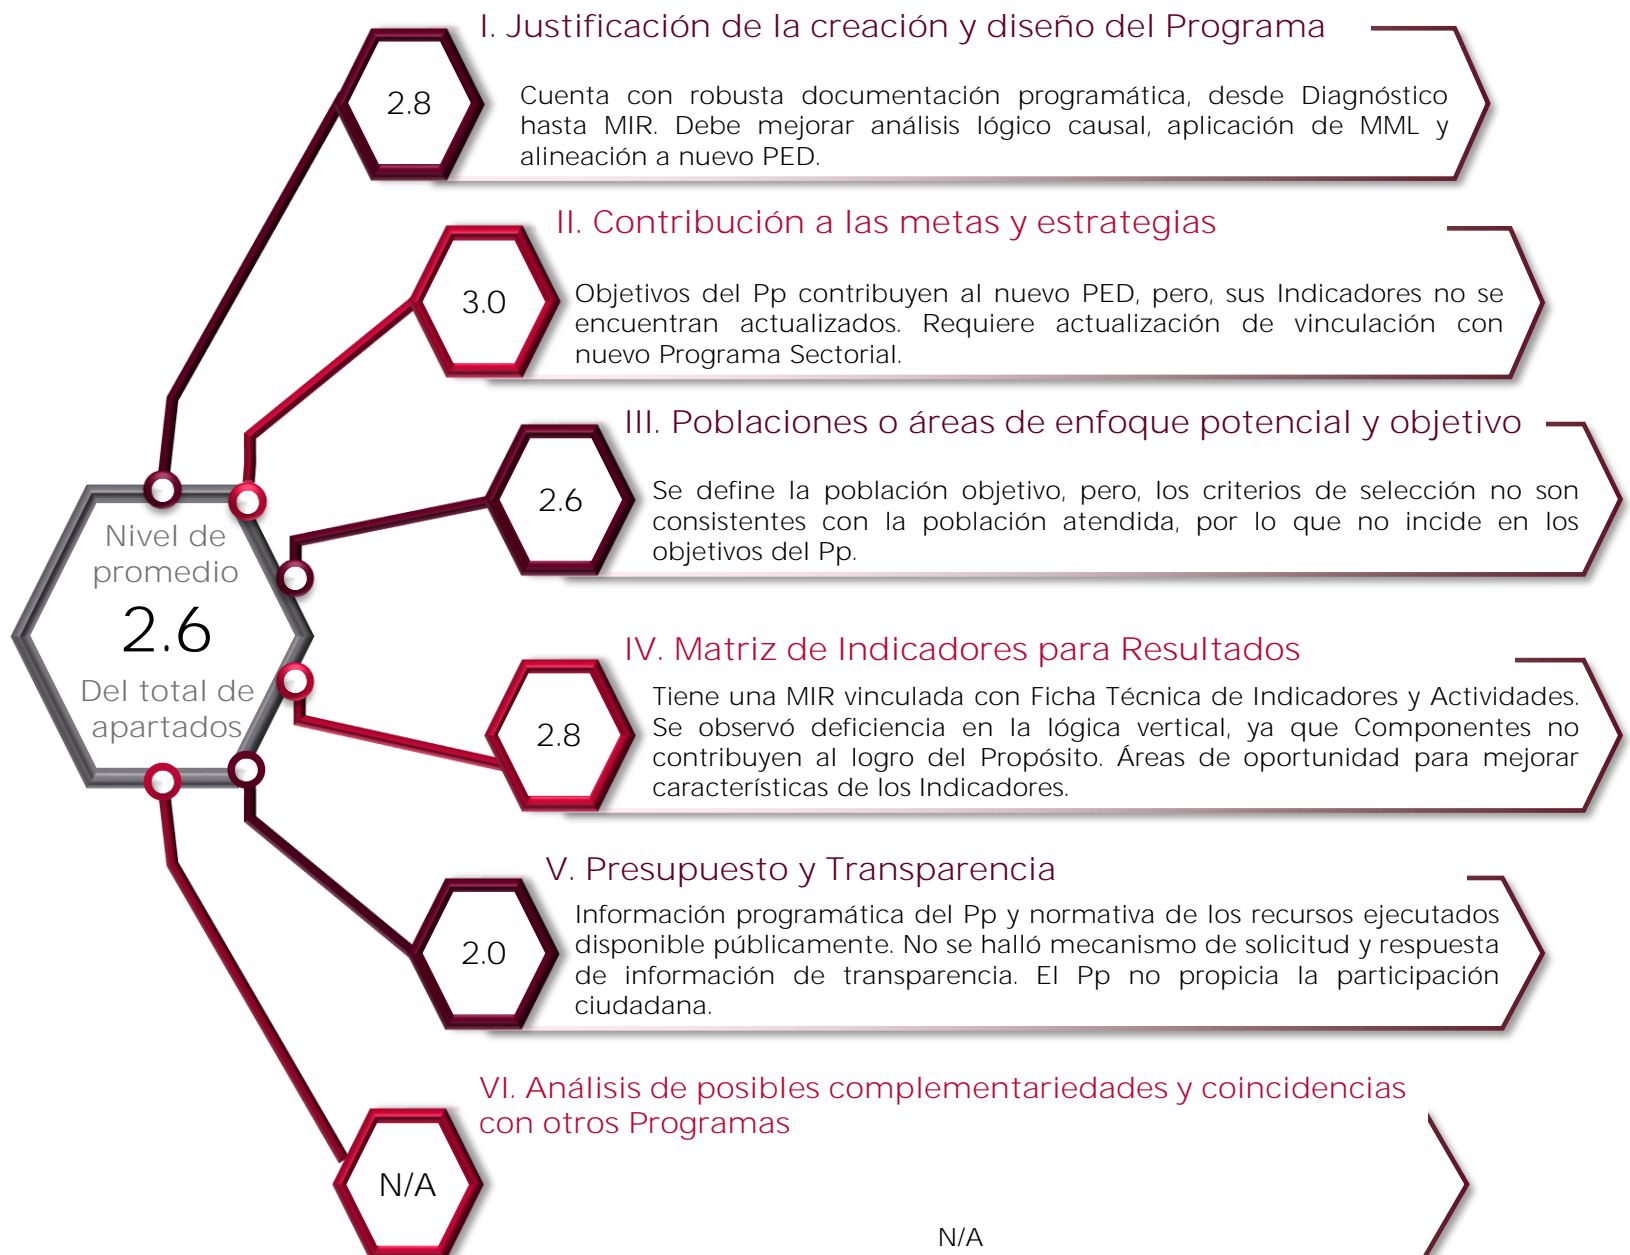 I. Justificación de la creación y diseño del Programa
2.8
Cuenta con robusta documentación programática, desde Diagnóstico
hasta MIR. Debe mejorar análisis lógico causal, aplicación de MML y
alineación a nuevo PED.
II. Contribución a las metas y estrategias
3.0
Objetivos del Pp contribuyen al nuevo PED, pero, sus Indicadores no se
encuentran actualizados. Requiere actualización de vinculación con
nuevo Programa Sectorial.
III. Poblaciones o áreas de enfoque potencial y objetivo
2.6
Se define la población objetivo, pero, los criterios de selección no son
consistentes con la población atendida, por lo que no incide en los
objetivos del Pp.
Nivel de
promedio
2.6
Del total de
apartados
IV. Matriz de Indicadores para Resultados
2.8
Tiene una MIR vinculada con Ficha Técnica de Indicadores y Actividades.
Se observó deficiencia en la lógica vertical, ya que Componentes no
contribuyen al logro del Propósito. Áreas de oportunidad para mejorar
características de los Indicadores.
V. Presupuesto y Transparencia
2.0
Información programática del Pp y normativa de los recursos ejecutados
disponible públicamente. No se halló mecanismo de solicitud y respuesta
de información de transparencia. El Pp no propicia la participación
ciudadana.
VI. Análisis de posibles complementariedades y coincidencias
con otros Programas
N/A
N/A